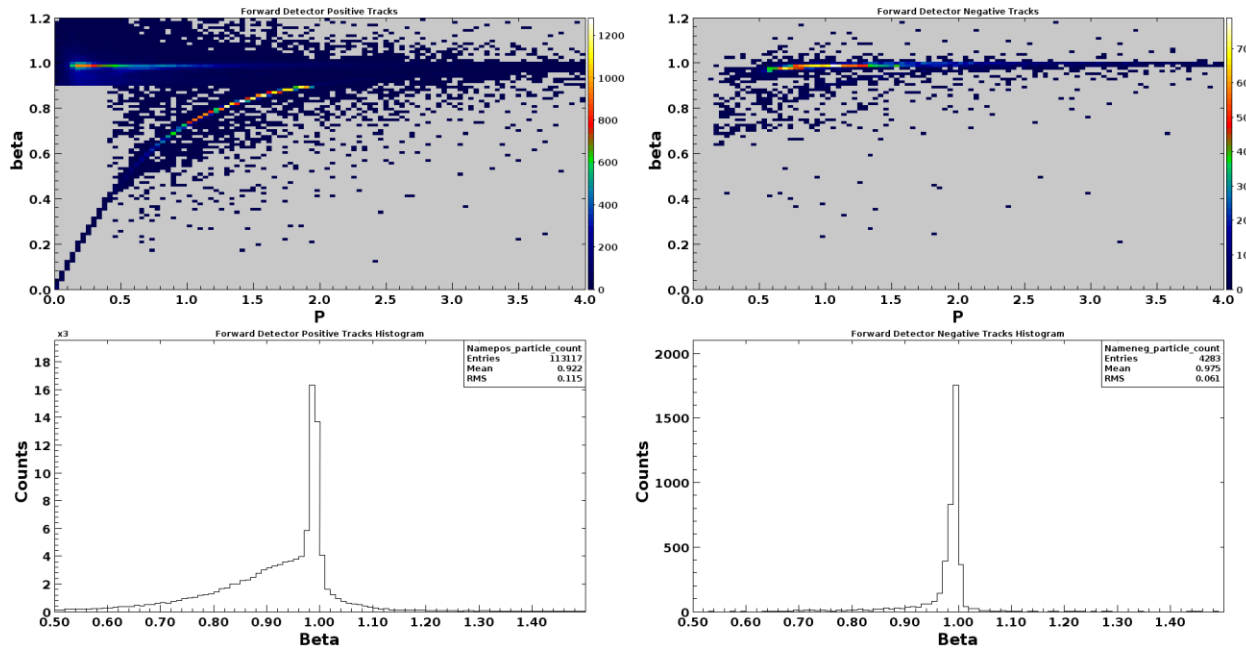 Forward Detector Positive Tracks
1.2
1.0
0.8
0.6
0.4
0.2
0.0
beta
0.0 0.5 1.0 1.5 2.0 2.5 3.0 3.5 4.0
P
1200
1000
800
600
400
200
0
Forward Detector Negative Tracks
1.2
1.0
0.8
0.6
0.4
0.2
0.0
beta
0.0 0.5 1.0 1.5 2.0 2.5 3.0 3.5 4.0
P
70
60
50
40
30
20
10
0
x3
Forward Detector Positive Tracks Histogram
Namepos_particle_count
Entries 113117
Mean 0.922
RMS 0.115
18
16
14
12
10
8
6
4
2
0
Counts
0.50 0.60 0.70 0.80 0.90 1.00 1.10 1.20 1.30 1.40
Beta
Forward Detector Negative Tracks Histogram
Nameneg_particle_count
Entries 4283
Mean 0.975
RMS 0.061
2000
1500
1000
500
0
Counts
0.50 0.60 0.70 0.80 0.90 1.00 1.10 1.20 1.30 1.40
Beta